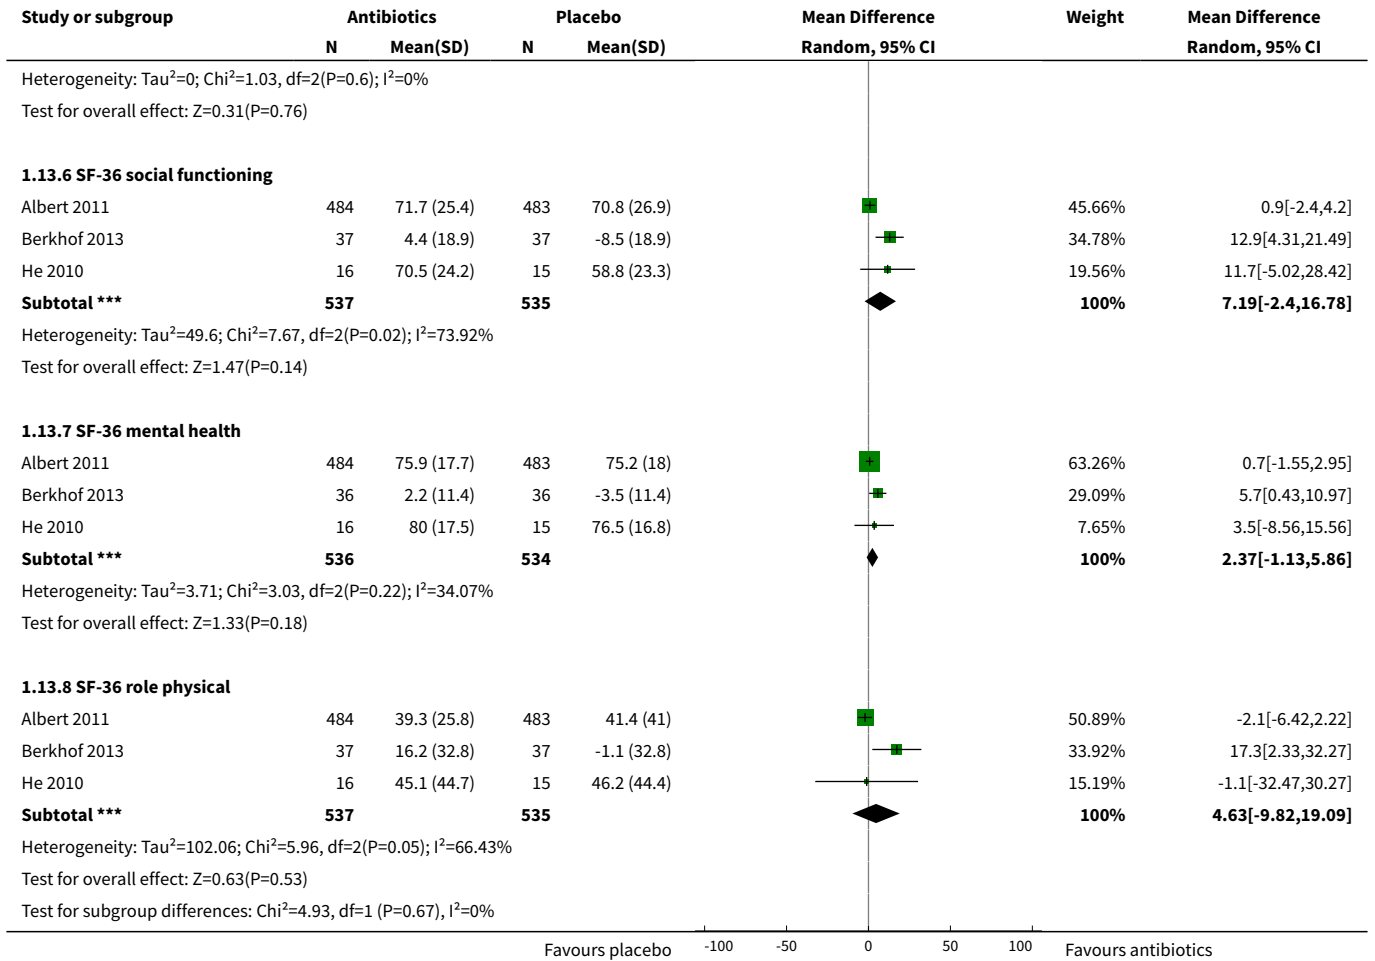 Study or subgroup Antibiotics Placebo Mean Difference Weight Mean Difference
N Mean(SD) N Mean(SD) Random, 95% CI Random, 95% CI
Heterogeneity: Tau²=0; Chi²=1.03, df=2(P=0.6); I²=0%
Test for overall effect: Z=0.31(P=0.76)
1.13.6 SF-36 social functioning
Albert 2011 484 71.7 (25.4) 483 70.8 (26.9) 45.66% 0.9[-2.4,4.2]
Berkhof 2013 37 4.4 (18.9) 37 -8.5 (18.9) 34.78% 12.9[4.31,21.49]
He 2010 16 70.5 (24.2) 15 58.8 (23.3) 19.56% 11.7[-5.02,28.42]
Subtotal *** 537 535 100% 7.19[-2.4,16.78]
Heterogeneity: Tau²=49.6; Chi²=7.67, df=2(P=0.02); I²=73.92%
Test for overall effect: Z=1.47(P=0.14)
1.13.7 SF-36 mental health
Albert 2011 484 75.9 (17.7) 483 75.2 (18) 63.26% 0.7[-1.55,2.95]
Berkhof 2013 36 2.2 (11.4) 36 -3.5 (11.4) 29.09% 5.7[0.43,10.97]
He 2010 16 80 (17.5) 15 76.5 (16.8) 7.65% 3.5[-8.56,15.56]
Subtotal *** 536 534 100% 2.37[-1.13,5.86]
Heterogeneity: Tau²=3.71; Chi²=3.03, df=2(P=0.22); I²=34.07%
Test for overall effect: Z=1.33(P=0.18)
1.13.8 SF-36 role physical
Albert 2011 484 39.3 (25.8) 483 41.4 (41) 50.89% -2.1[-6.42,2.22]
Berkhof 2013 37 16.2 (32.8) 37 -1.1 (32.8) 33.92% 17.3[2.33,32.27]
He 2010 16 45.1 (44.7) 15 46.2 (44.4) 15.19% -1.1[-32.47,30.27]
Subtotal *** 537 535 100% 4.63[-9.82,19.09]
Heterogeneity: Tau²=102.06; Chi²=5.96, df=2(P=0.05); I²=66.43%
Test for overall effect: Z=0.63(P=0.53)
Test for subgroup differences: Chi²=4.93, df=1 (P=0.67), I²=0%
Favours placebo -100 -50 0 50 100 Favours antibiotics